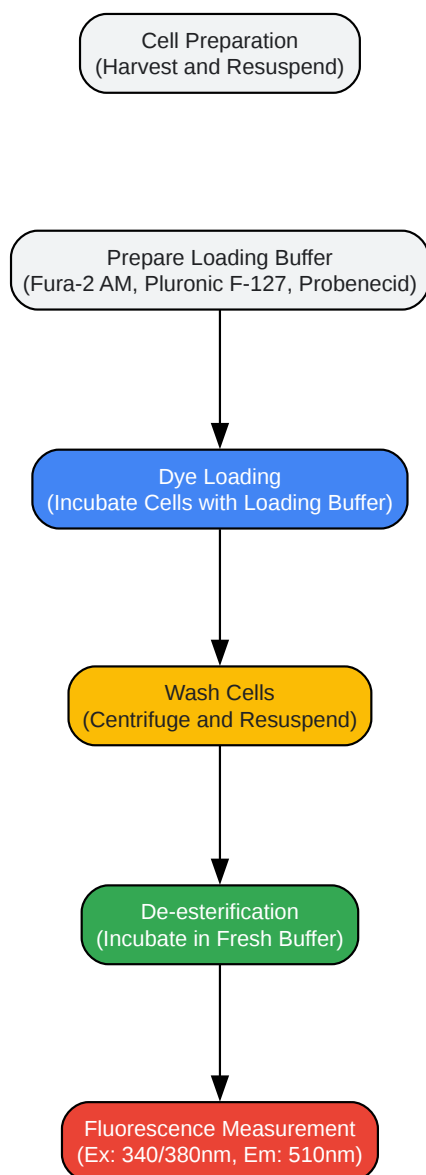 Cell Preparation
(Harvest and Resuspend)
Prepare Loading Buffer
(Fura-2 AM, Pluronic F-127, Probenecid)
Dye Loading
(Incubate Cells with Loading Buffer)
Wash Cells
(Centrifuge and Resuspend)
De-esterification
(Incubate in Fresh Buffer)
Fluorescence Measurement
(Ex: 340/380nm, Em: 510nm)